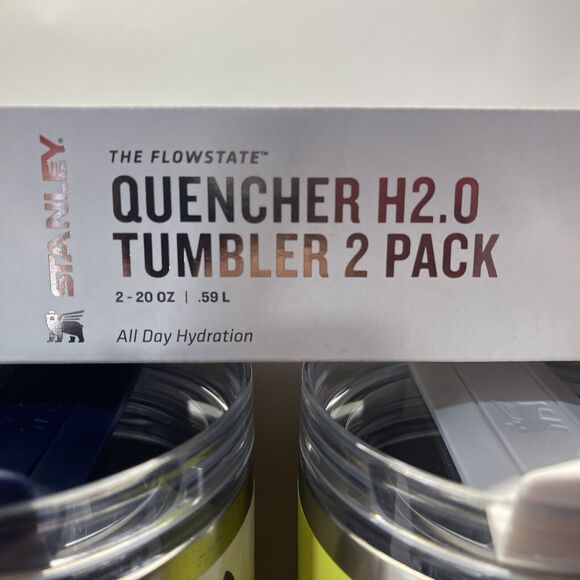 STANLEY®
THE FLOWSTATE™
QUENCHER H2.0
TUMBLER 2 PACK
2 - 20 OZ | .59 L
All Day Hydration